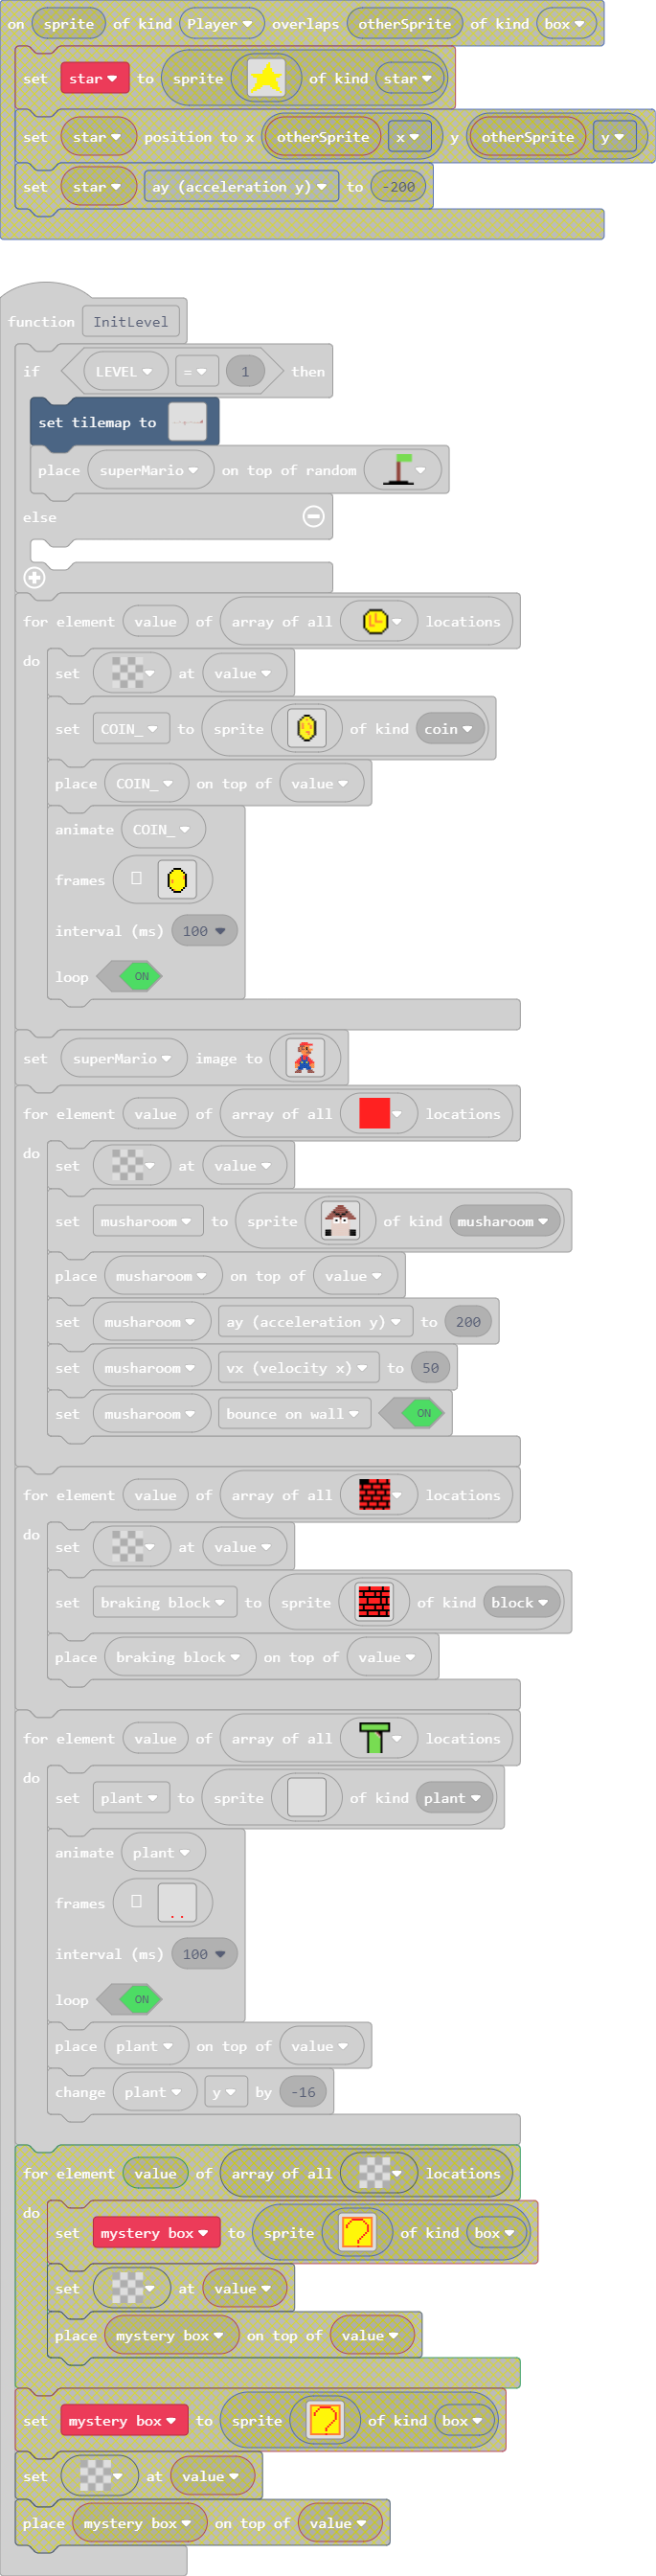 on sprite of kind Player overlaps otherSprite of kind box
set star to sprite of kind star
set star position to x otherSprite x y otherSprite y
set star ay (acceleration y) to -200
function InitLevel
if LEVEL = 1 then
set tilemap to
place superMario on top of random
else
for element value of array of all locations
do set at value
set COIN_ to sprite of kind coin
place COIN_ on top of value
animate COIN_
frames
interval (ms) 100
loop ON
set superMario image to
for element value of array of all locations
do set at value
set musharoom to sprite of kind musharoom
place musharoom on top of value
set musharoom ay (acceleration y) to 200
set musharoom vx (velocity x) to 50
set musharoom bounce on wall ON
for element value of array of all locations
do set at value
set braking block to sprite of kind block
place braking block on top of value
for element value of array of all locations
do set plant to sprite of kind plant
animate plant
frames
interval (ms) 100
loop ON
place plant on top of value
change plant y by -16
for element value of array of all locations
do set mystery box to sprite of kind box
set at value
place mystery box on top of value
set mystery box to sprite of kind box
set at value
place mystery box on top of value